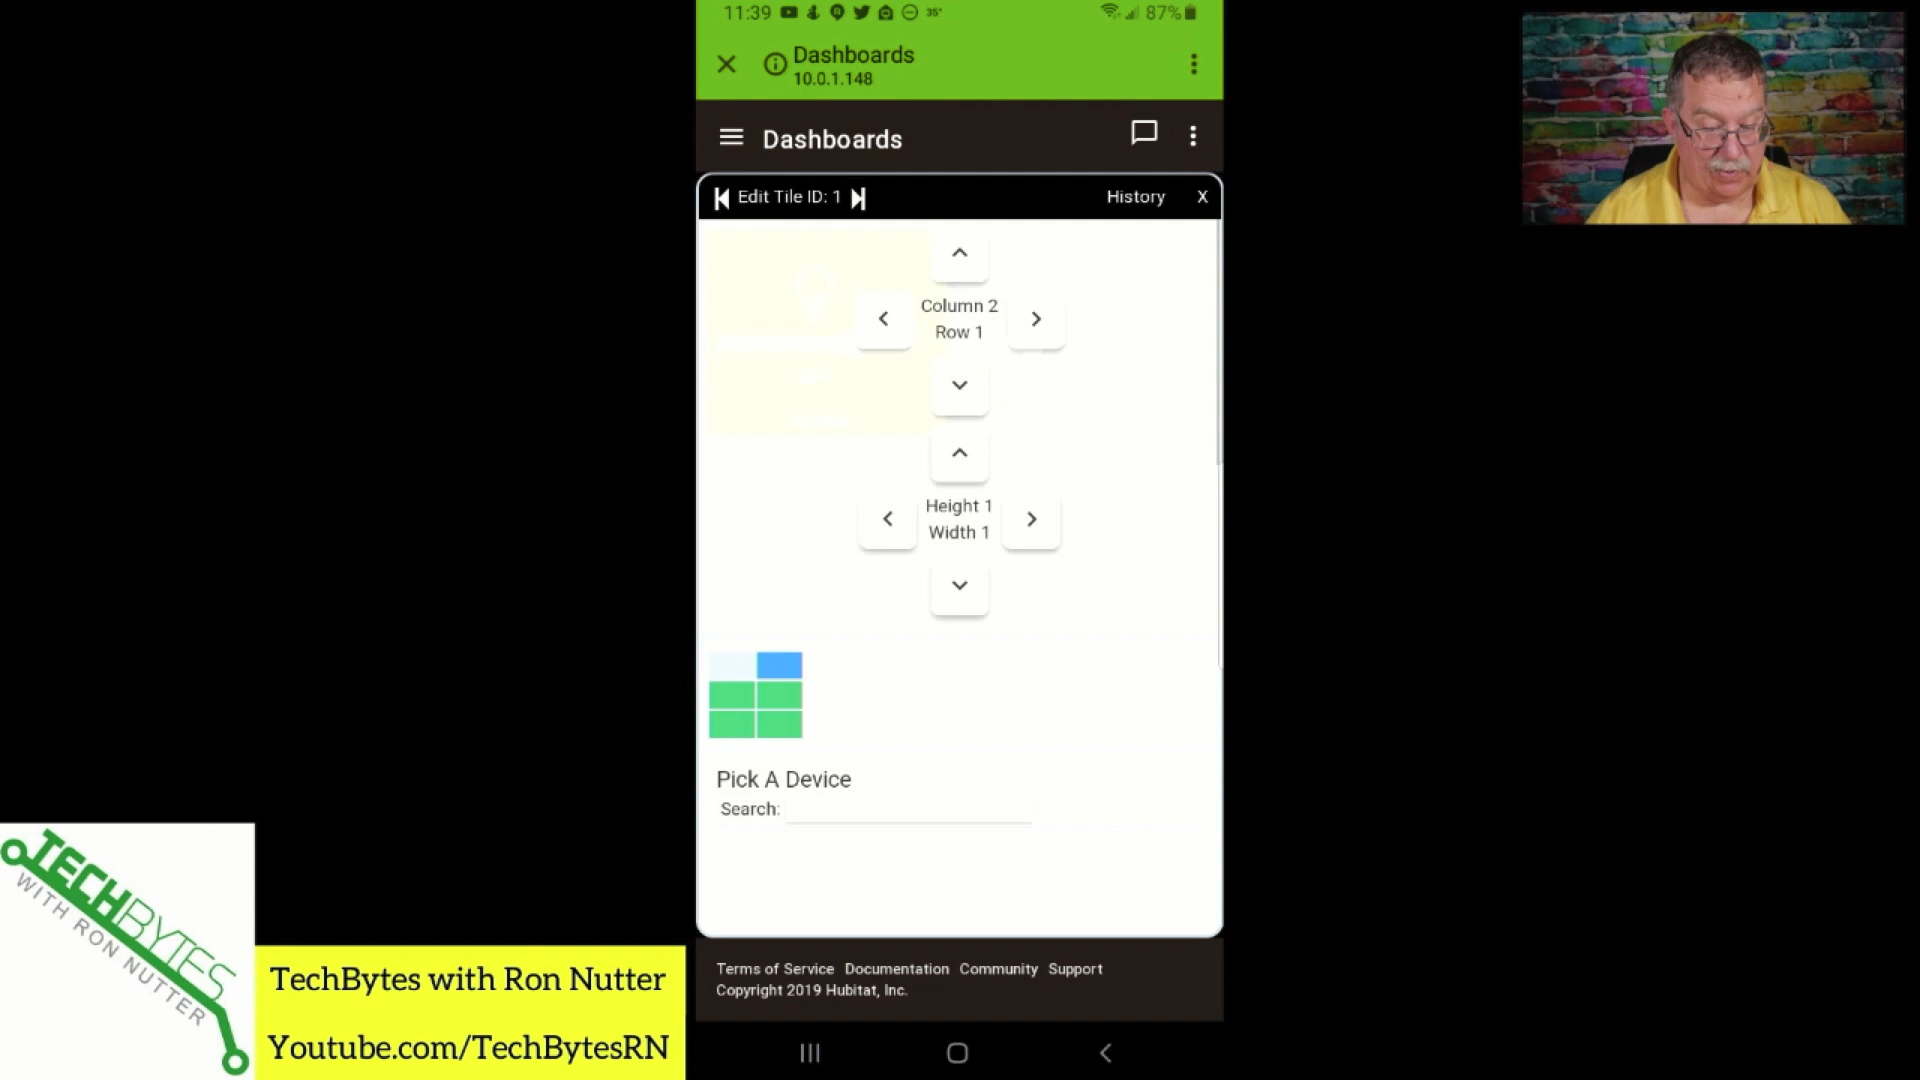 11:39 35° 87%
Dashboards
10.0.1.148
Dashboards
Edit Tile ID: 1 History X
Column 2
Row 1
Height 1
Width 1
Pick A Device
Search:
Terms of Service Documentation Community Support
Copyright 2019 Hubitat, Inc.
TECHBYTES
WITH RON NUTTER
TechBytes with Ron Nutter
Youtube.com/TechBytesRN